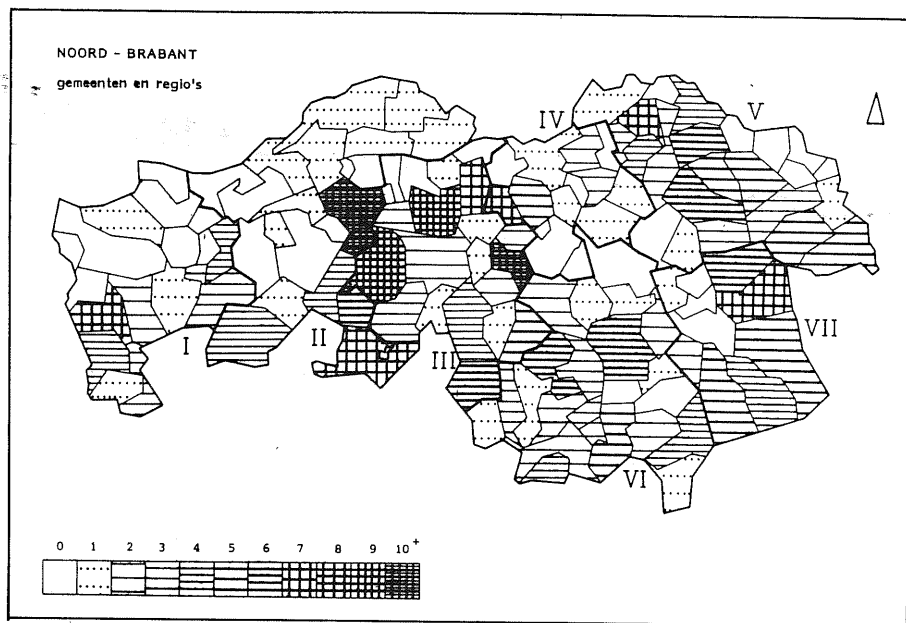 NOORD - BRABANT
gemeenten en regio's
IV
V
VII
I
II
III
VI
0 1 2 3 4 5 6 7 8 9 10+